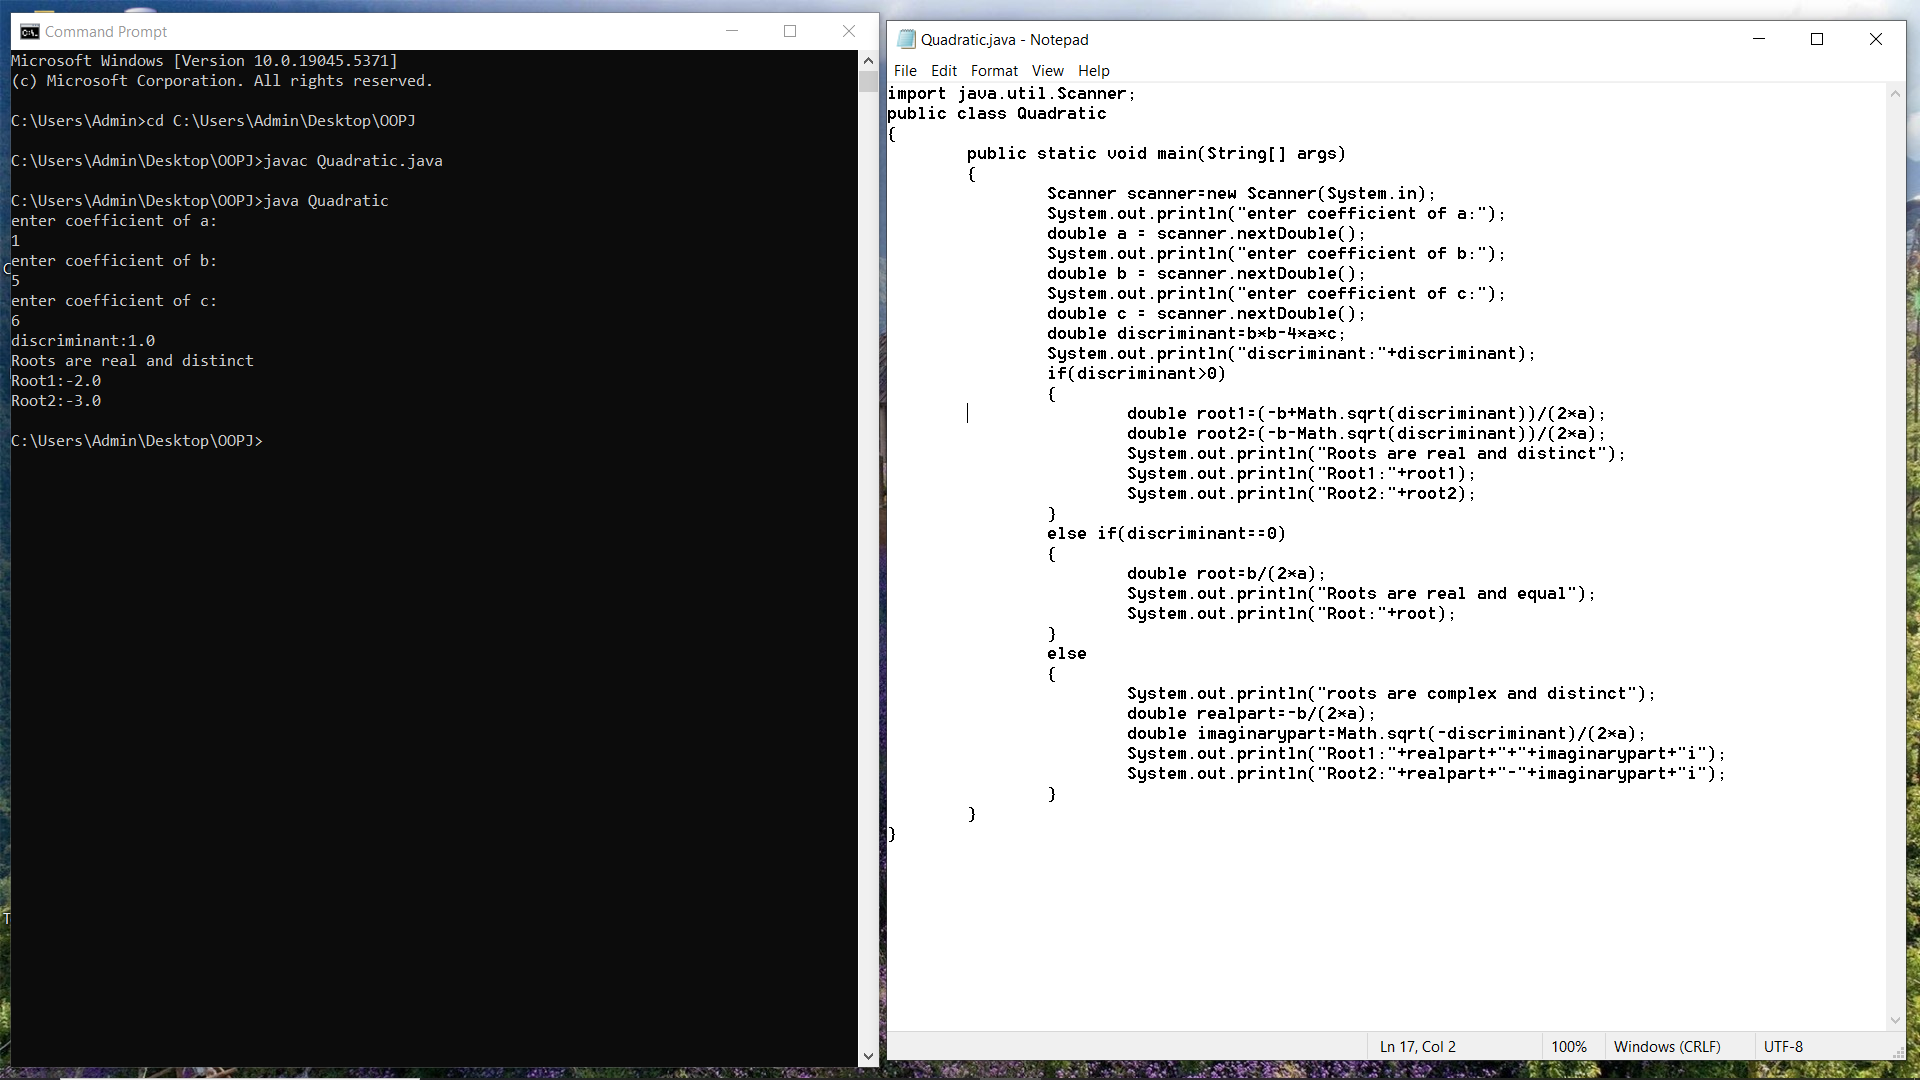 Command Prompt
Microsoft Windows [Version 10.0.19045.5371]
(c) Microsoft Corporation. All rights reserved.
C:\Users\Admin>cd C:\Users\Admin\Desktop\OOPJ
C:\Users\Admin\Desktop\OOPJ>javac Quadratic.java
C:\Users\Admin\Desktop\OOPJ>java Quadratic
enter coefficient of a:
1
enter coefficient of b:
5
enter coefficient of c:
6
discriminant:1.0
Roots are real and distinct
Root1:-2.0
Root2:-3.0
C:\Users\Admin\Desktop\OOPJ>
Quadratic.java - Notepad
File Edit Format View Help
import java.util.Scanner;
public class Quadratic
{
public static void main(String[] args)
{
Scanner scanner=new Scanner(System.in);
System.out.println("enter coefficient of a:");
double a = scanner.nextDouble();
System.out.println("enter coefficient of b:");
double b = scanner.nextDouble();
System.out.println("enter coefficient of c:");
double c = scanner.nextDouble();
double discriminant=b*b-4*a*c;
System.out.println("discriminant:"+discriminant);
if(discriminant>0)
{
double root1=(-b+Math.sqrt(discriminant))/(2*a);
double root2=(-b-Math.sqrt(discriminant))/(2*a);
System.out.println("Roots are real and distinct");
System.out.println("Root1:"+root1);
System.out.println("Root2:"+root2);
}
else if(discriminant==0)
{
double root=b/(2*a);
System.out.println("Roots are real and equal");
System.out.println("Root:"+root);
}
else
{
System.out.println("roots are complex and distinct");
double realpart=-b/(2*a);
double imaginarypart=Math.sqrt(-discriminant)/(2*a);
System.out.println("Root1:"+realpart+"+"+imaginarypart+"i");
System.out.println("Root2:"+realpart+"-"+imaginarypart+"i");
}
}
}
Ln 17, Col 2 100% Windows (CRLF) UTF-8